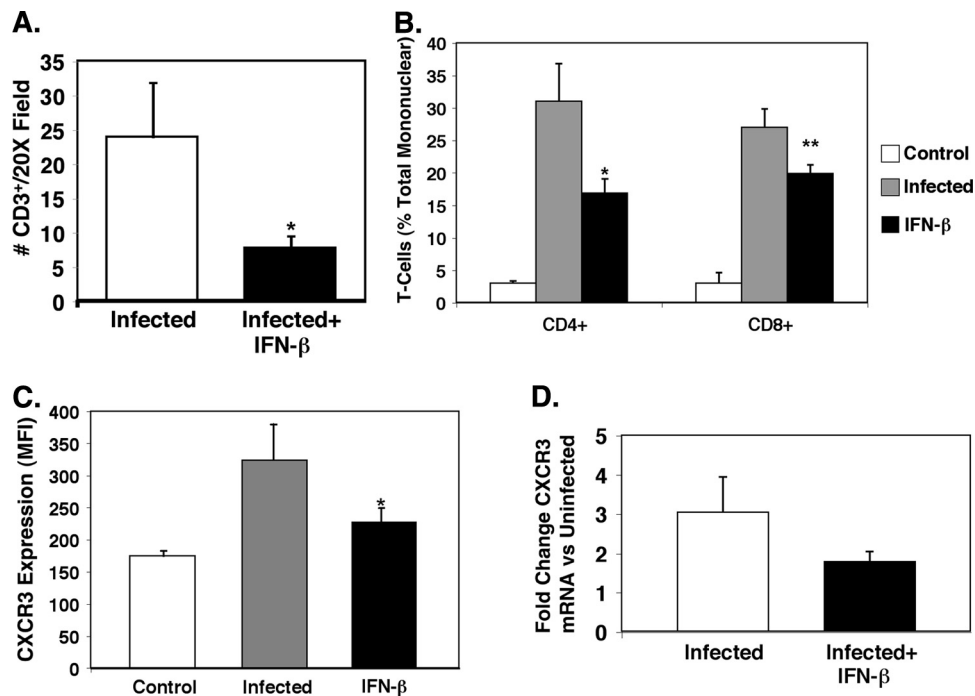 A.
# CD3+/20X Field
35
30
25
20
15
10
5
0
*
Infected
Infected+
IFN-β
B.
T-Cells (% Total Mononuclear)
40
35
30
25
20
15
10
5
0
*
**
CD4+
CD8+
Control
Infected
IFN-β
C.
CXCR3 Expression (MFI)
400
350
300
250
200
150
100
50
0
*
Control
Infected
IFN-β
D.
Fold Change CXCR3
mRNA vs Uninfected
5
4
3
2
1
0
Infected
Infected+
IFN-β